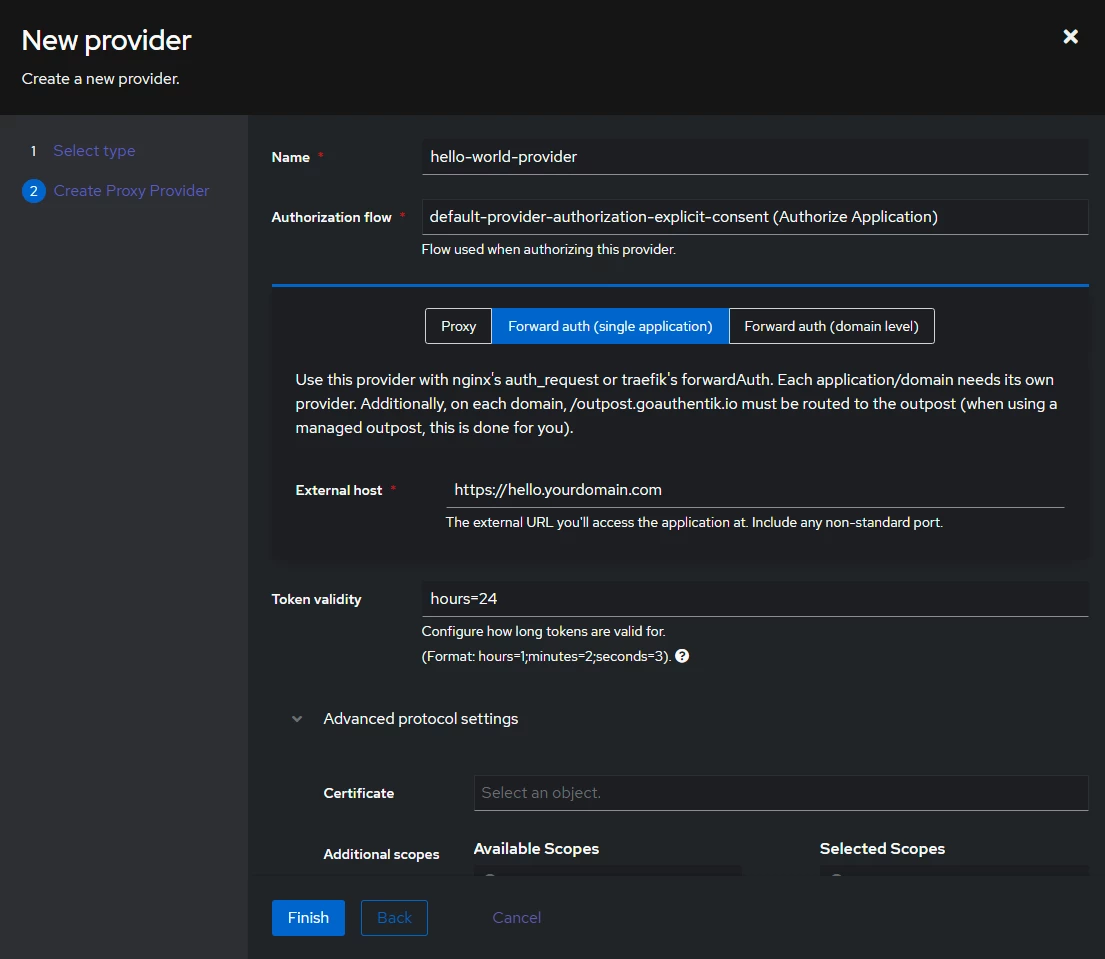 New provider
Create a new provider.
1 Select type
2 Create Proxy Provider
Name *
hello-world-provider
Authorization flow *
default-provider-authorization-explicit-consent (Authorize Application)
Flow used when authorizing this provider.
Proxy
Forward auth (single application)
Forward auth (domain level)
Use this provider with nginx's auth_request or traefik's forwardAuth. Each application/domain needs its own
provider. Additionally, on each domain, /outpost.goauthentik.io must be routed to the outpost (when using a
managed outpost, this is done for you).
External host *
https://hello.yourdomain.com
The external URL you'll access the application at. Include any non-standard port.
Token validity
hours=24
Configure how long tokens are valid for.
(Format: hours=1;minutes=2;seconds=3).
Advanced protocol settings
Certificate
Select an object.
Additional scopes
Available Scopes
Selected Scopes
Finish
Back
Cancel